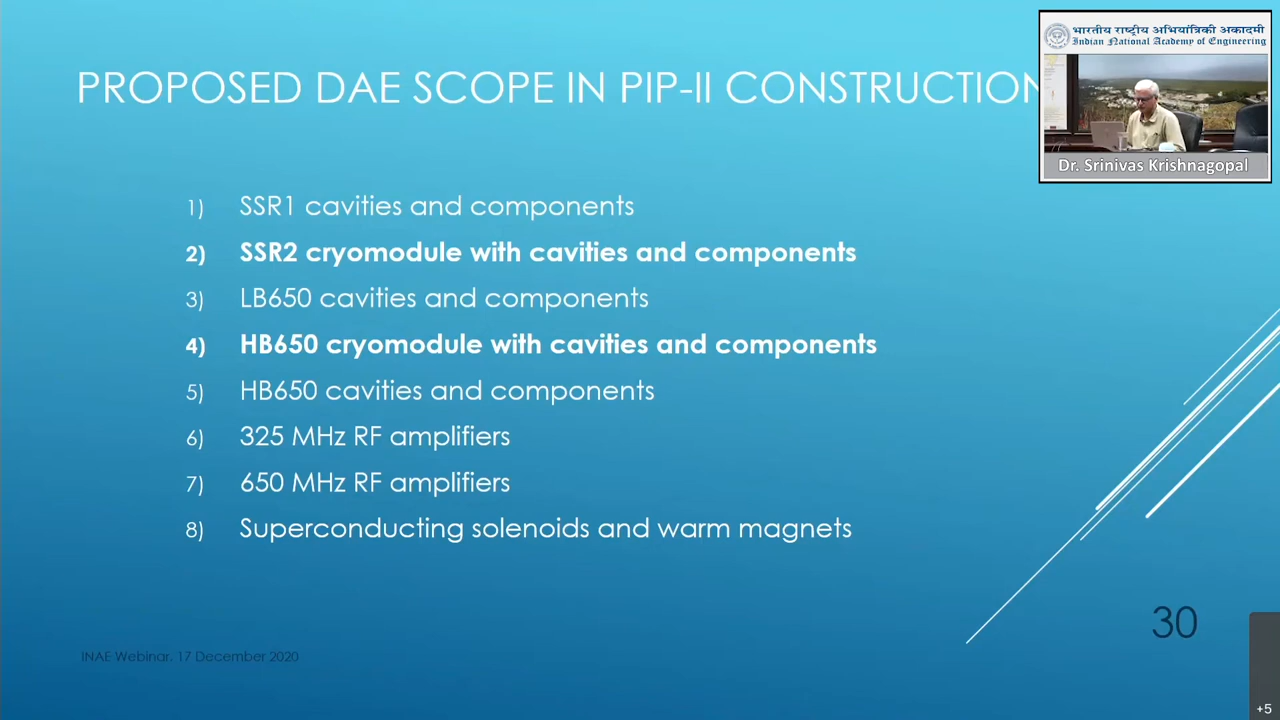 PROPOSED DAE SCOPE IN PIP-II CONSTRUCTION
भारतीय राष्ट्रीय अभियांत्रिकी अकादमी
Indian National Academy of Engineering
Dr. Srinivas Krishnagopal
1) SSR1 cavities and components
2) SSR2 cryomodule with cavities and components
3) LB650 cavities and components
4) HB650 cryomodule with cavities and components
5) HB650 cavities and components
6) 325 MHz RF amplifiers
7) 650 MHz RF amplifiers
8) Superconducting solenoids and warm magnets
30
INAE Webinar. 17 December 2020
+5